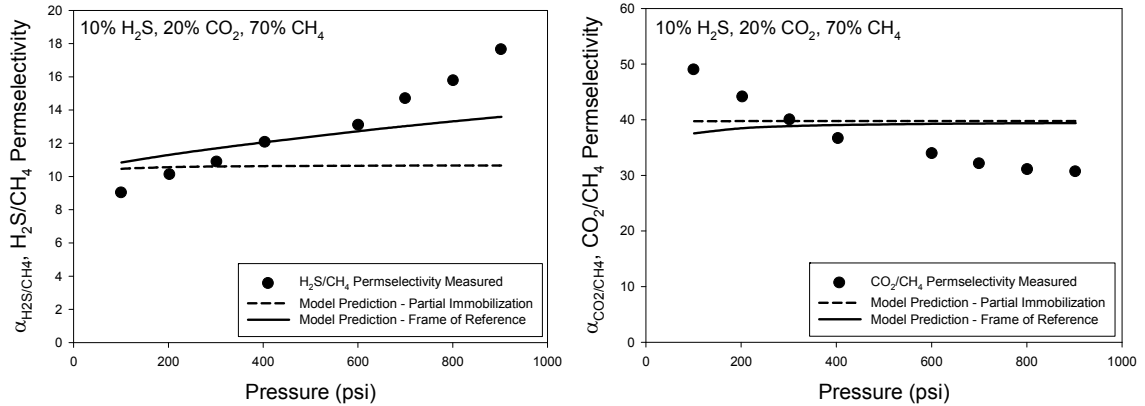 10% H₂S, 20% CO₂, 70% CH₄
α_H2S/CH4, H₂S/CH₄ Permselectivity
20
18
16
14
12
10
8
6
4
2
0
H₂S/CH₄ Permselectivity Measured
Model Prediction - Partial Immobilization
Model Prediction - Frame of Reference
0 200 400 600 800 1000
Pressure (psi)
10% H₂S, 20% CO₂, 70% CH₄
α_CO2/CH4, CO₂/CH₄ Permselectivity
60
50
40
30
20
10
0
CO₂/CH₄ Permselectivity Measured
Model Prediction - Partial Immobilization
Model Prediction - Frame of Reference
0 200 400 600 800 1000
Pressure (psi)